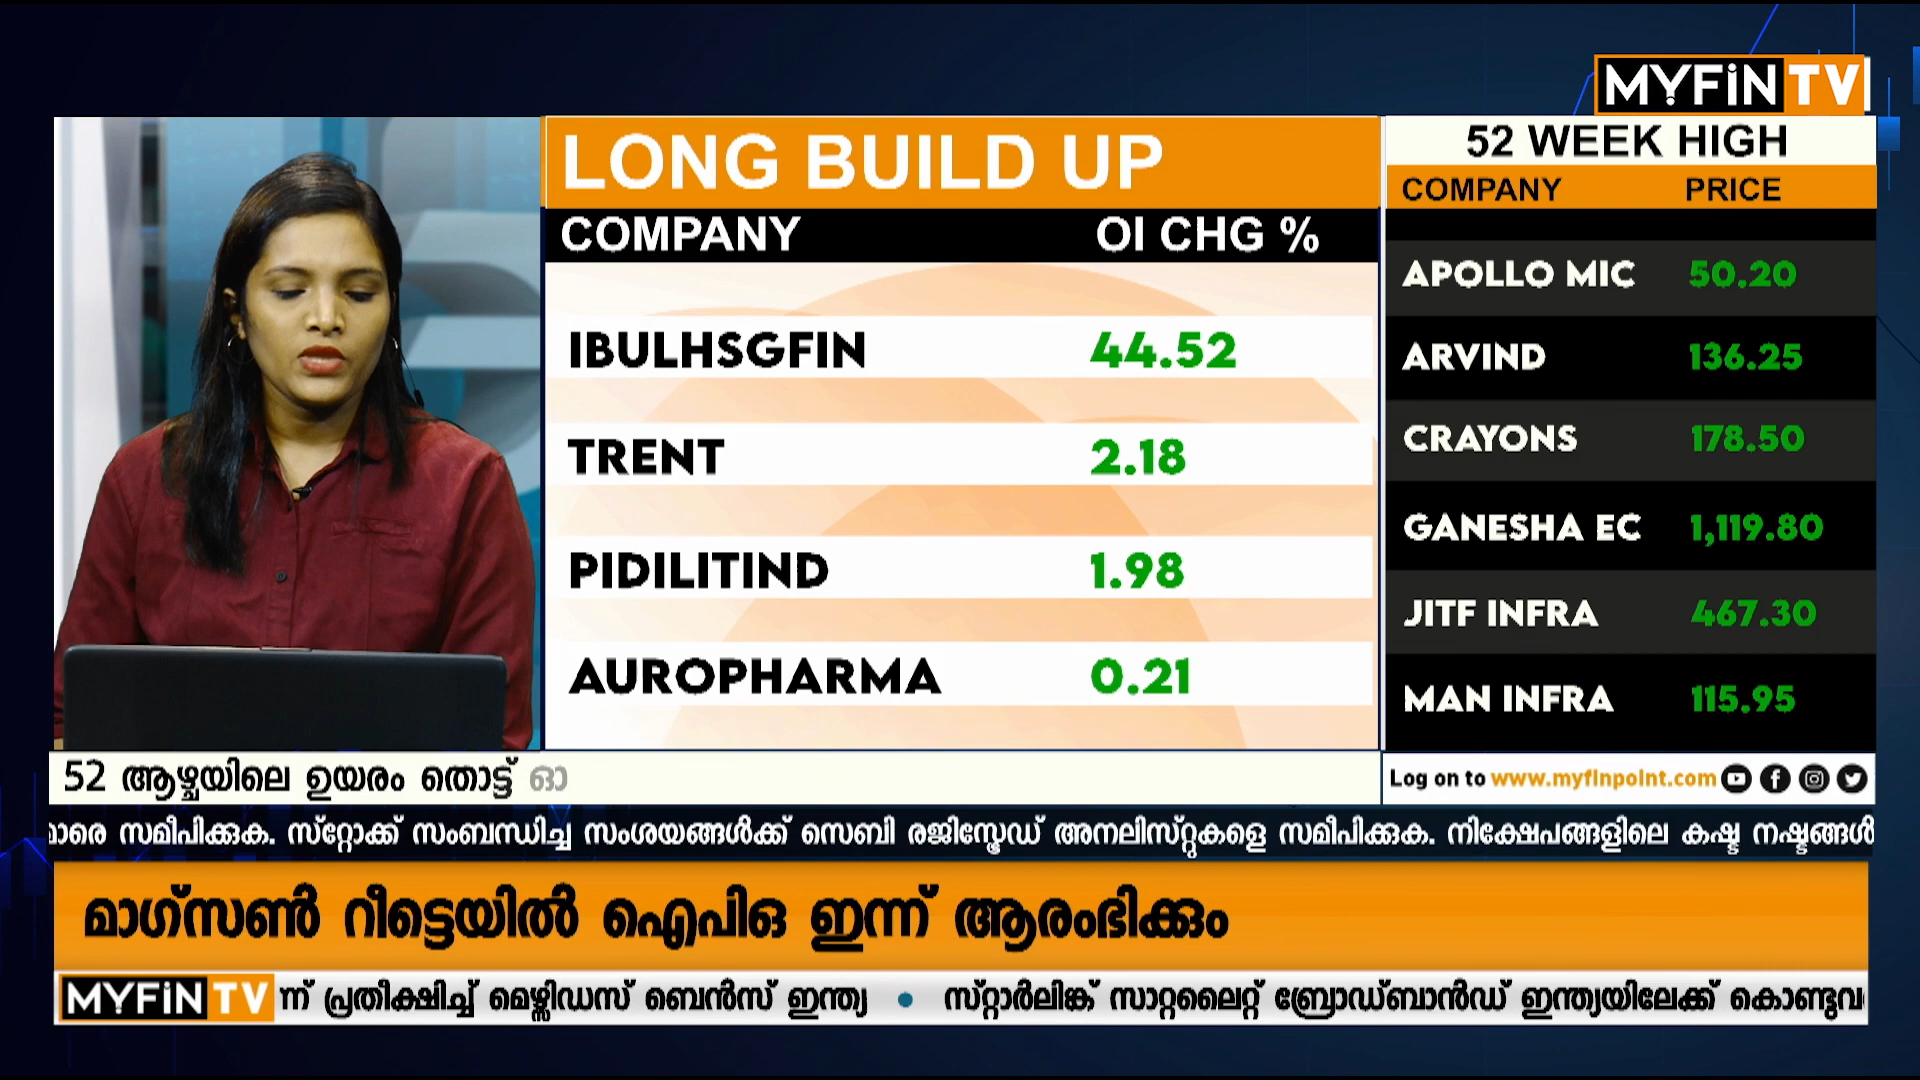 MYFiN TV
LONG BUILD UP
COMPANY OI CHG %
IBULHSGFIN 44.52
TRENT 2.18
PIDILITIND 1.98
AUROPHARMA 0.21
52 WEEK HIGH
COMPANY PRICE
APOLLO MIC 50.20
ARVIND 136.25
CRAYONS 178.50
GANESHA EC 1,119.80
JITF INFRA 467.30
MAN INFRA 115.95
52 ആഴ്ചയിലെ ഉയരം തൊട്ട് ഓ
Log on to www.myfinpoint.com
മാരെ സമീപിക്കുക. സ്റ്റോക്ക് സംബന്ധിച്ച സംശയങ്ങൾക്ക് സെബി രജിസ്ട്രേഡ് അനലിസ്റ്റുകളെ സമീപിക്കുക. നിക്ഷേപങ്ങളിലെ കഷ്ട നഷ്ടങ്ങൾ
മാഗ്സൺ റീട്ടെയിൽ ഐപിഒ ഇന്ന് ആരംഭിക്കും
MYFiN TV ന്ന് പ്രതീക്ഷിച്ച് മെഴ്സിഡസ് ബെൻസ് ഇന്ത്യ • സ്റ്റാർലിങ്ക് സാറ്റലൈറ്റ് ബ്രോഡ്ബാൻഡ് ഇന്ത്യയിലേക്ക് കൊണ്ടുവ